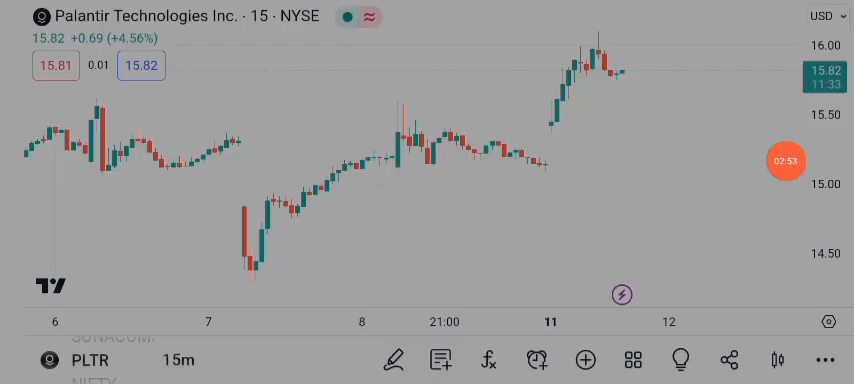 Palantir Technologies Inc. · 15 · NYSE
USD
15.82 +0.69 (+4.56%)
15.81 0.01 15.82
16.00
15.82
11:33
15.50
02:53
15.00
14.50
6 7 8 21:00 11 12
SUNACOM.
PLTR 15m
NIFTY